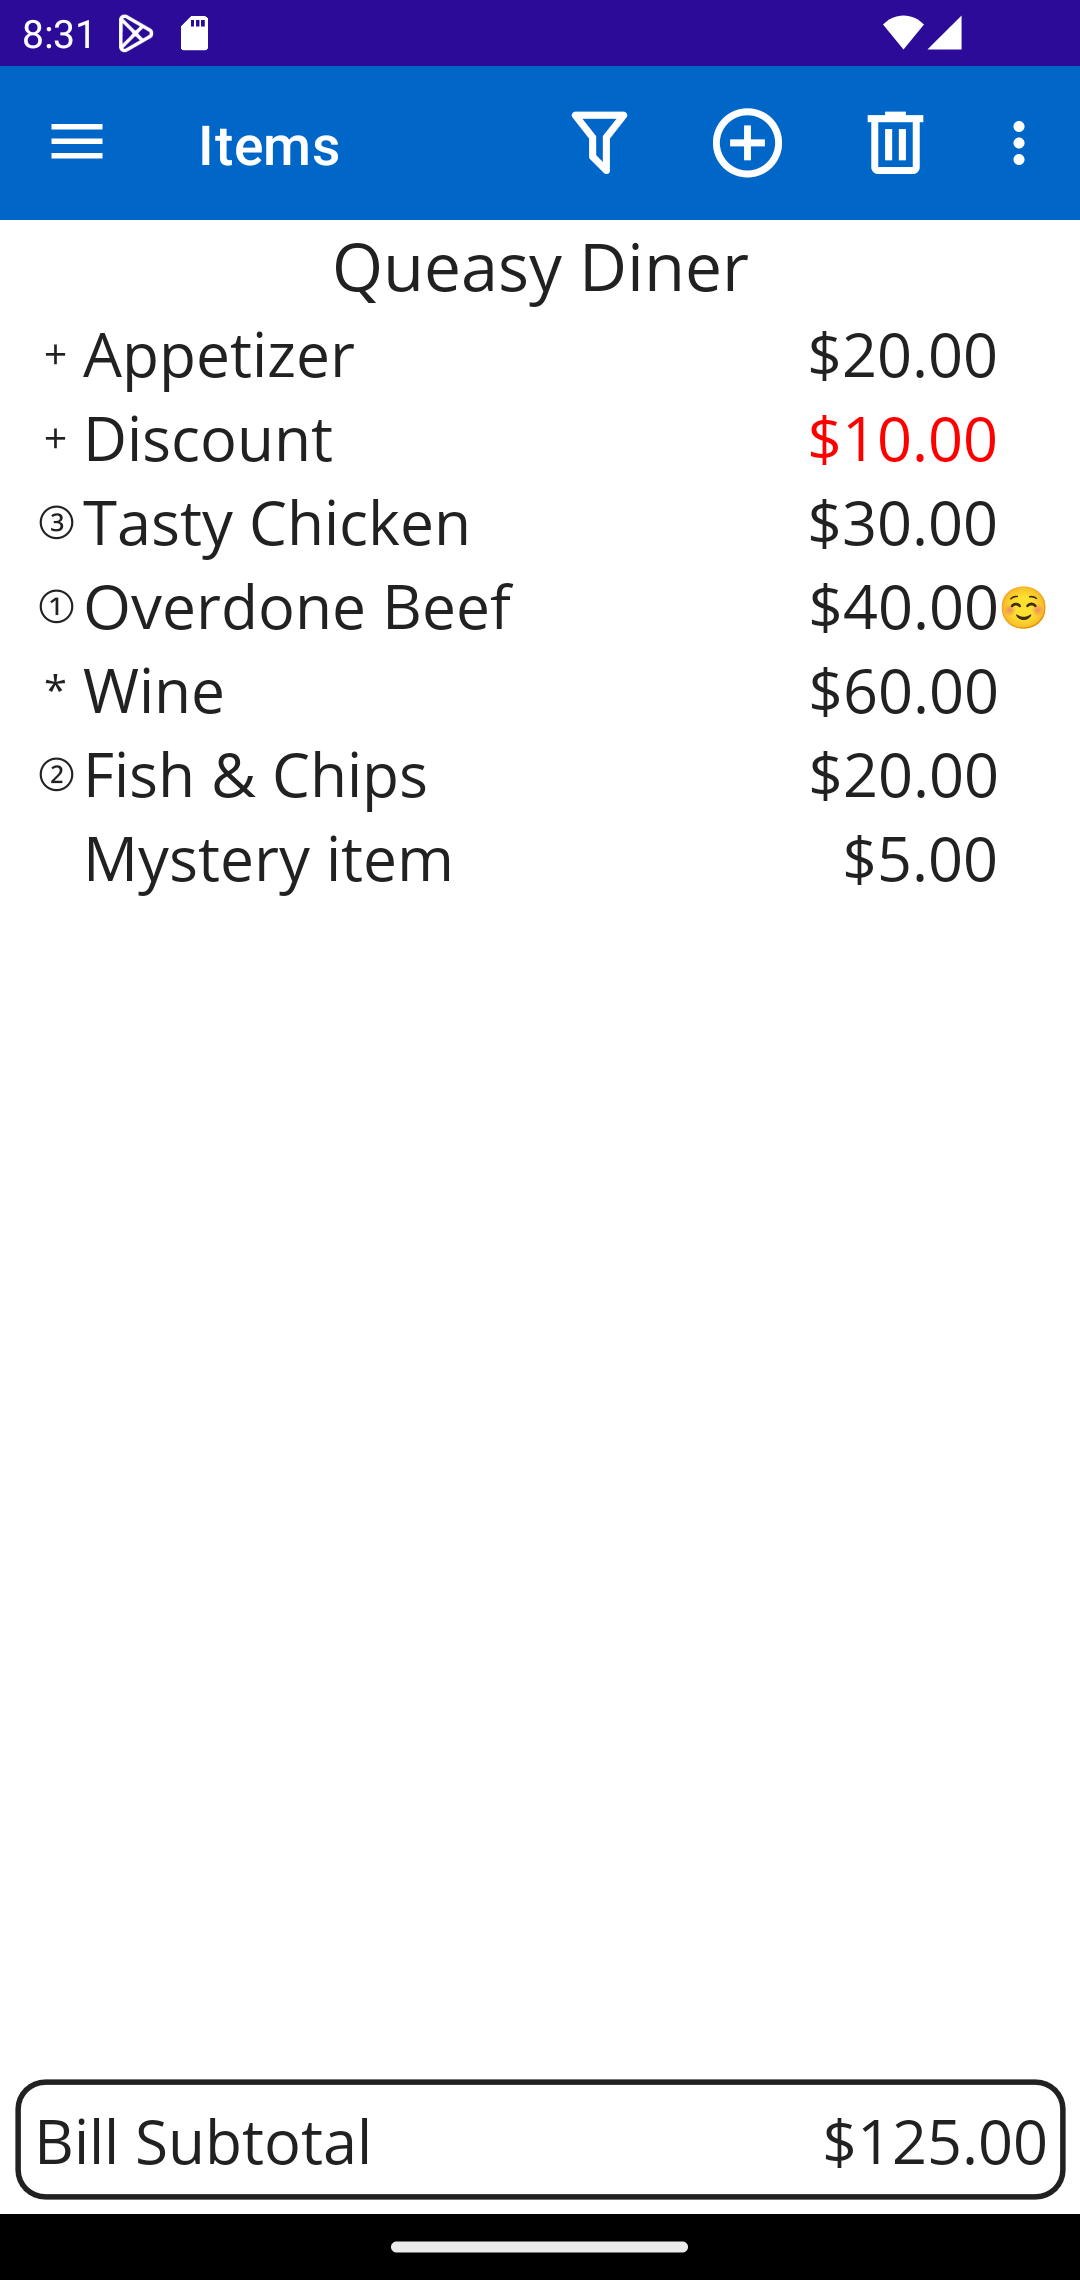 8:31
Items
Queasy Diner
+ Appetizer $20.00
+ Discount $10.00
③ Tasty Chicken $30.00
① Overdone Beef $40.00☺️
* Wine $60.00
② Fish & Chips $20.00
Mystery item $5.00
Bill Subtotal $125.00